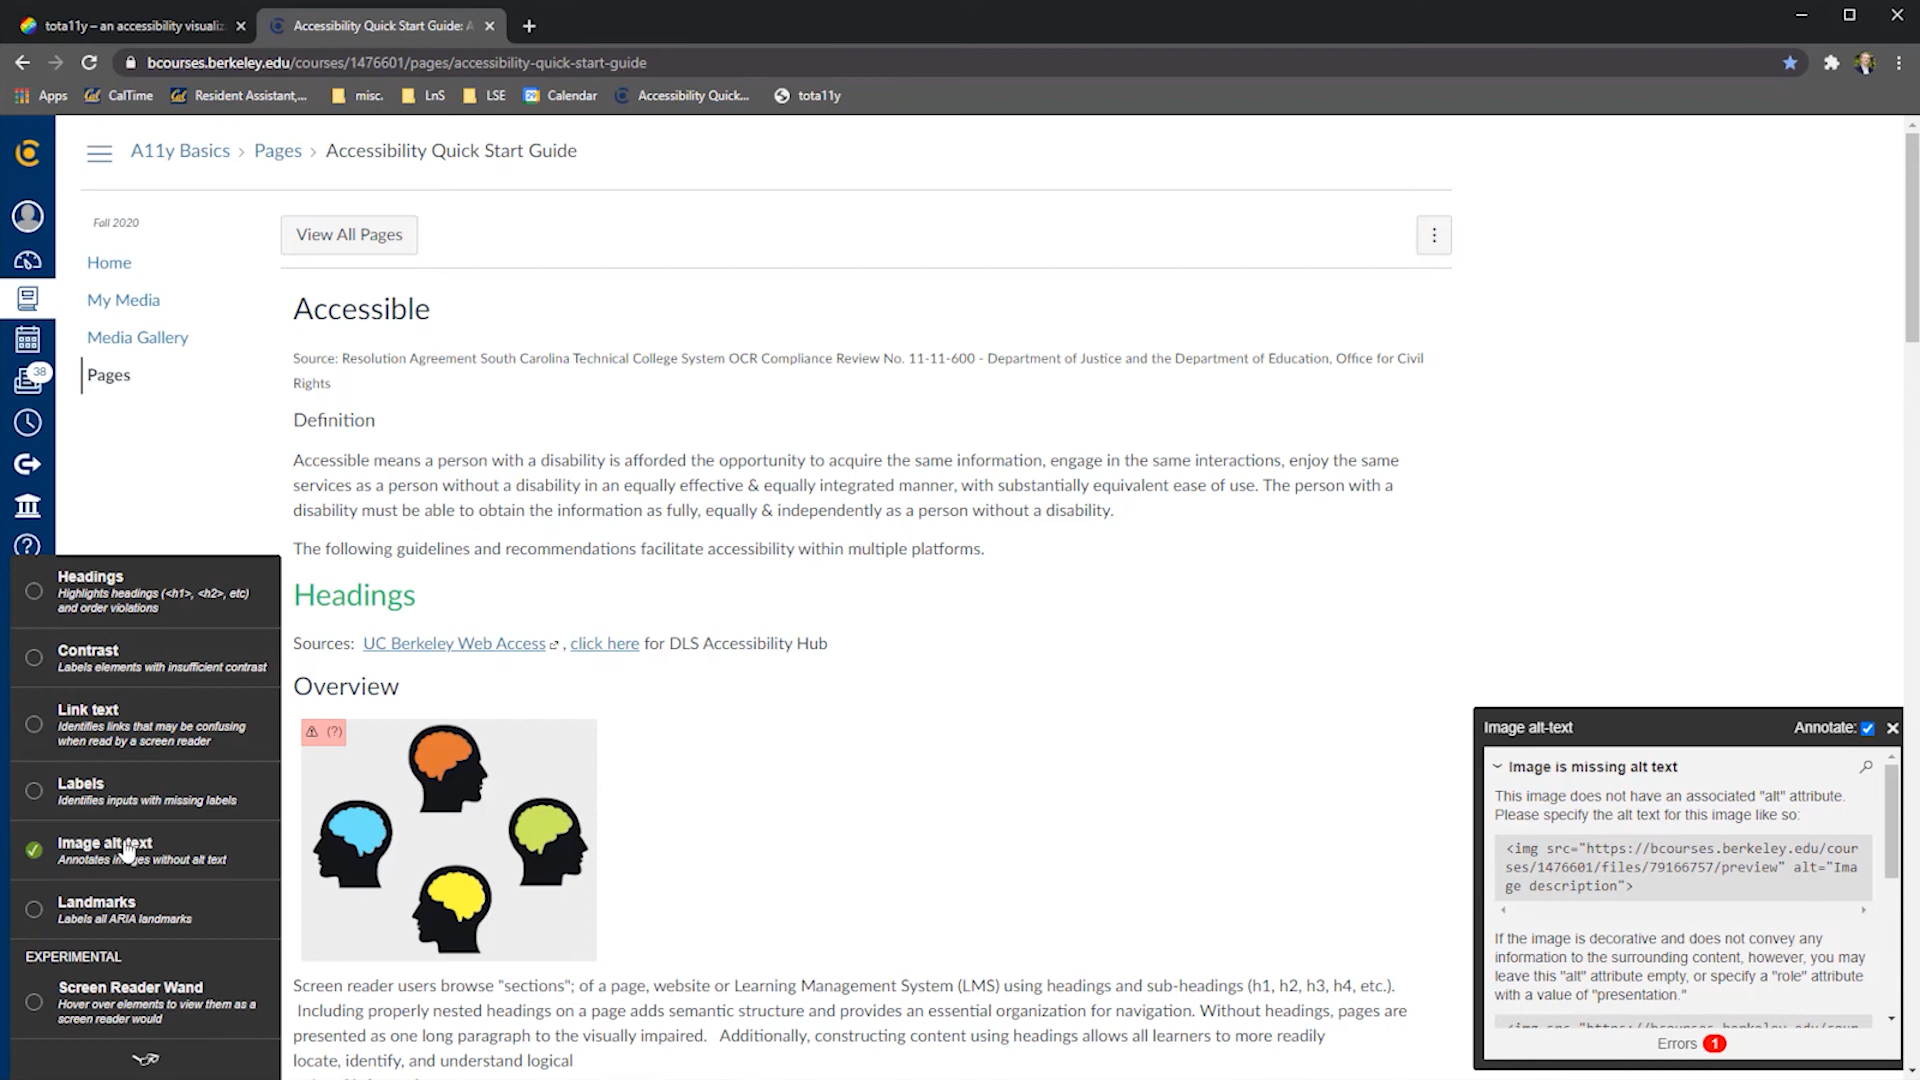 tota11y – an accessibility visualiz
Accessibility Quick Start Guide: A
bcourses.berkeley.edu/courses/1476601/pages/accessibility-quick-start-guide
Apps
CalTime
Resident Assistant,...
misc.
LnS
LSE
Calendar
Accessibility Quick...
tota11y
A11y Basics › Pages › Accessibility Quick Start Guide
Fall 2020
Home
My Media
Media Gallery
Pages
38
View All Pages
Accessible
Source: Resolution Agreement South Carolina Technical College System OCR Compliance Review No. 11-11-600 - Department of Justice and the Department of Education, Office for Civil
Rights
Definition
Accessible means a person with a disability is afforded the opportunity to acquire the same information, engage in the same interactions, enjoy the same
services as a person without a disability in an equally effective & equally integrated manner, with substantially equivalent ease of use. The person with a
disability must be able to obtain the information as fully, equally & independently as a person without a disability.
The following guidelines and recommendations facilitate accessibility within multiple platforms.
Headings
Sources: UC Berkeley Web Access , click here for DLS Accessibility Hub
Overview
(?)
Screen reader users browse "sections"; of a page, website or Learning Management System (LMS) using headings and sub-headings (h1, h2, h3, h4, etc.).
Including properly nested headings on a page adds semantic structure and provides an essential organization for navigation. Without headings, pages are
presented as one long paragraph to the visually impaired. Additionally, constructing content using headings allows all learners to more readily
locate, identify, and understand logical
Headings
Highlights headings (<h1>, <h2>, etc)
and order violations
Contrast
Labels elements with insufficient contrast
Link text
Identifies links that may be confusing
when read by a screen reader
Labels
Identifies inputs with missing labels
Image alt-text
Annotates images without alt text
Landmarks
Labels all ARIA landmarks
EXPERIMENTAL
Screen Reader Wand
Hover over elements to view them as a
screen reader would
Image alt-text
Annotate:
Image is missing alt text
This image does not have an associated "alt" attribute.
Please specify the alt text for this image like so:
<img src="https://bcourses.berkeley.edu/cour
ses/1476601/files/79166757/preview" alt="Ima
ge description">
If the image is decorative and does not convey any
information to the surrounding content, however, you may
leave this "alt" attribute empty, or specify a "role" attribute
with a value of "presentation."
Errors 1